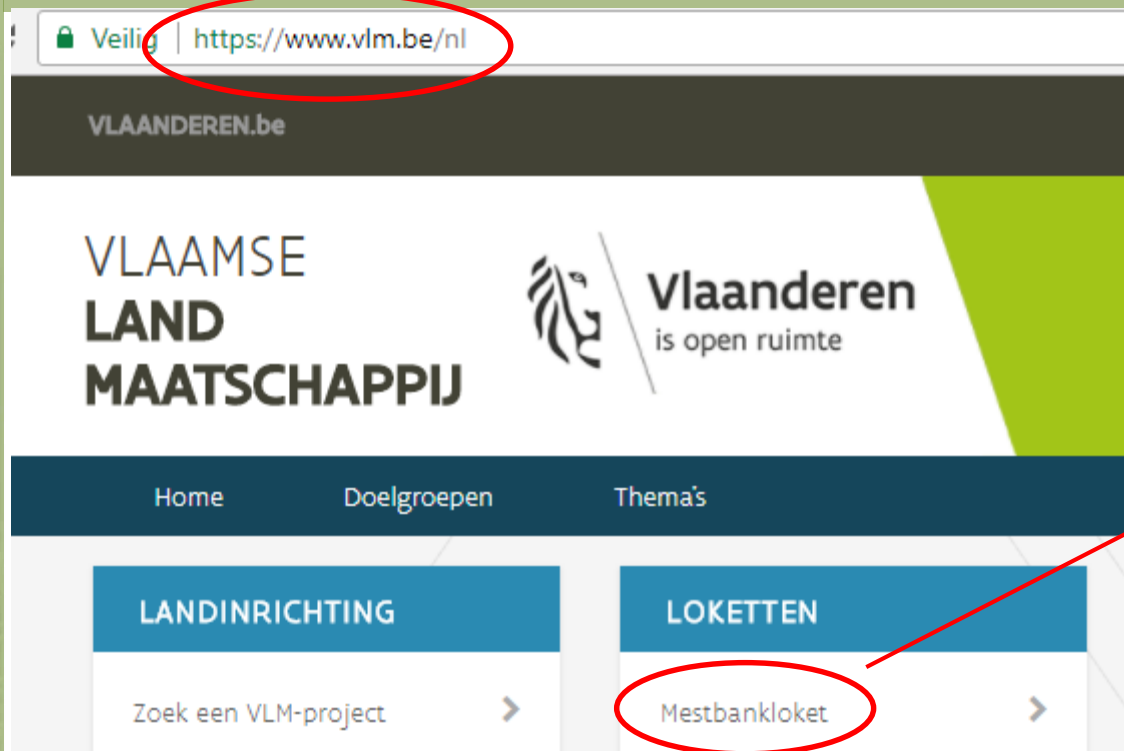 Veilig | https://www.vlm.be/nl
VLAANDEREN.be
VLAAMSE
LAND
MAATSCHAPPIJ
Vlaanderen
is open ruimte
Home Doelgroepen Thema's
LANDINRICHTING
Zoek een VLM-project
LOKETTEN
Mestbankloket